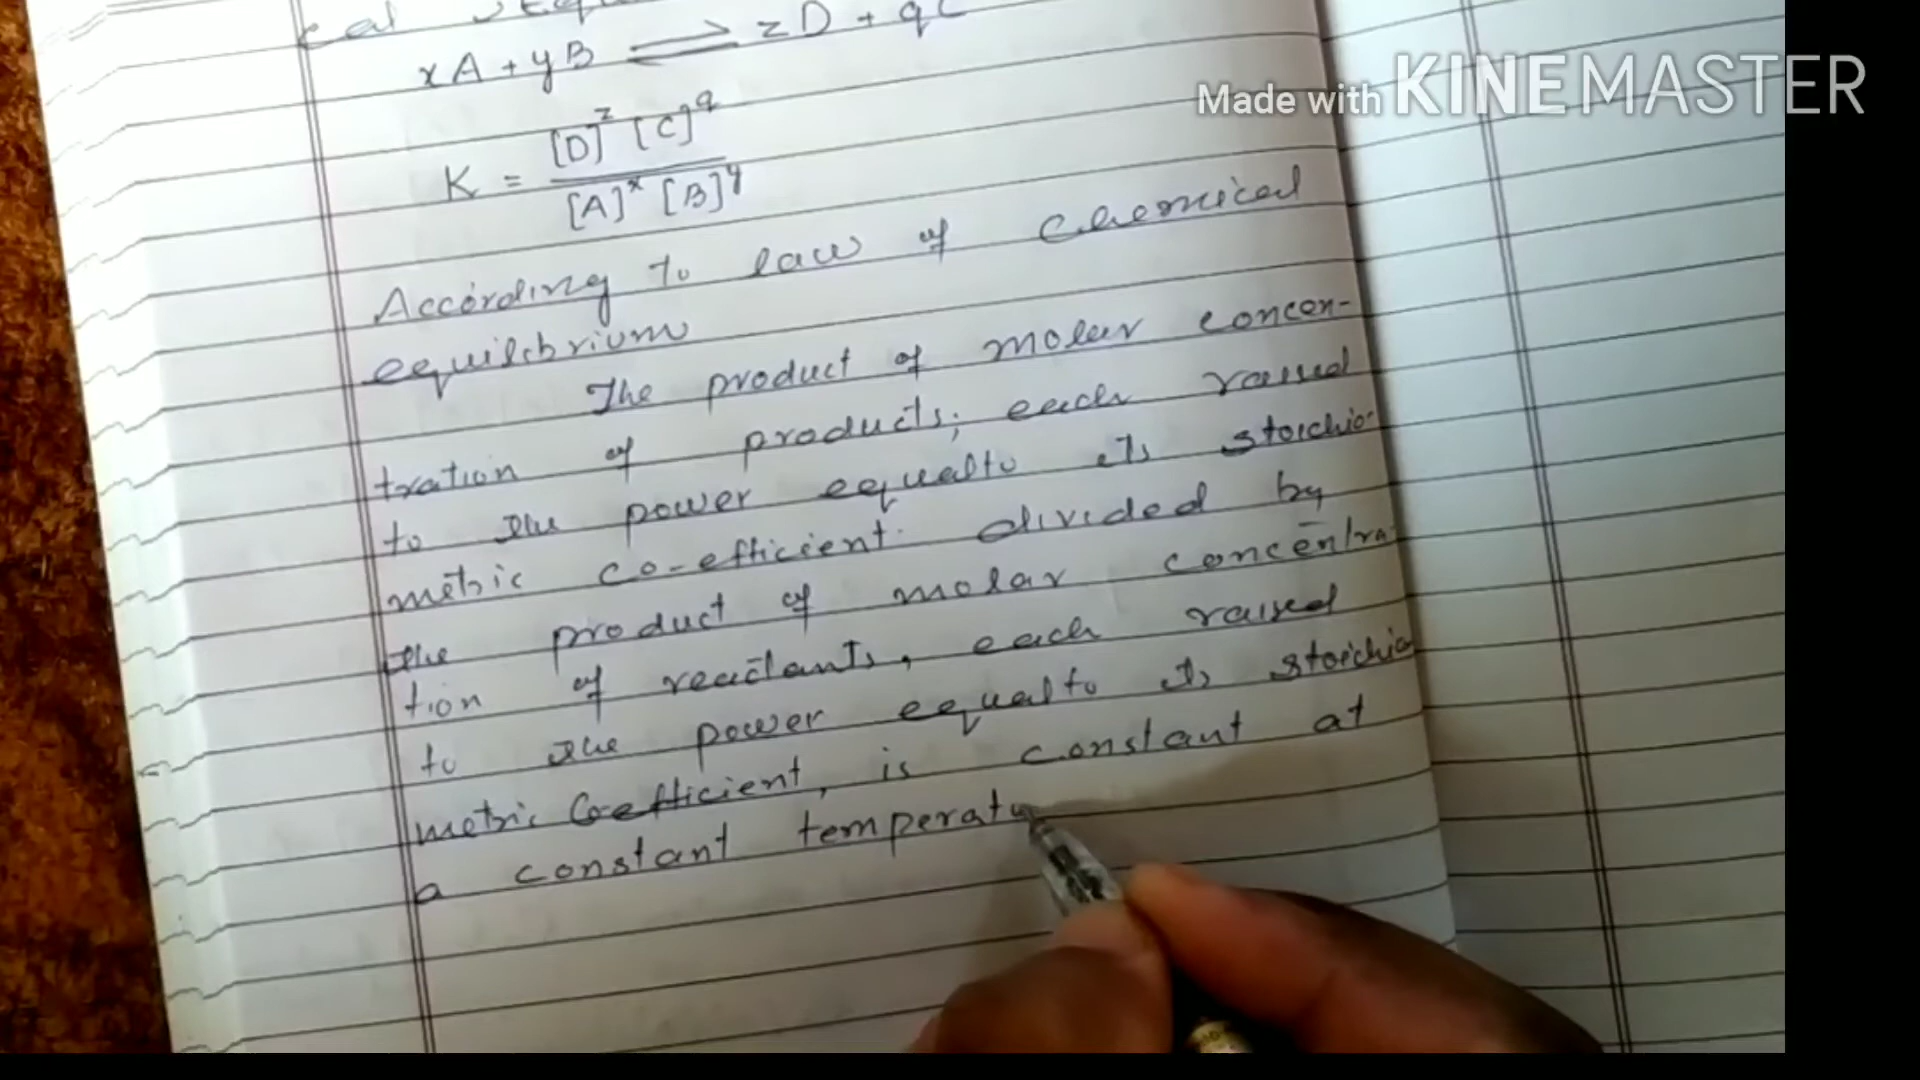 xA + yB ⇌ zD + qC
Made with KINEMASTER
K = [D]^z [C]^q / [A]^x [B]^y
According to law of chemical
equilibrium
The product of molar concen-
tration of products, each raised
to the power equal to its stoichio-
metric co-efficient divided by
the product of molar concentra-
tion of reactants, each raised
to the power equal to its stoichio
metric Co-efficient, is constant at
a constant temperatu